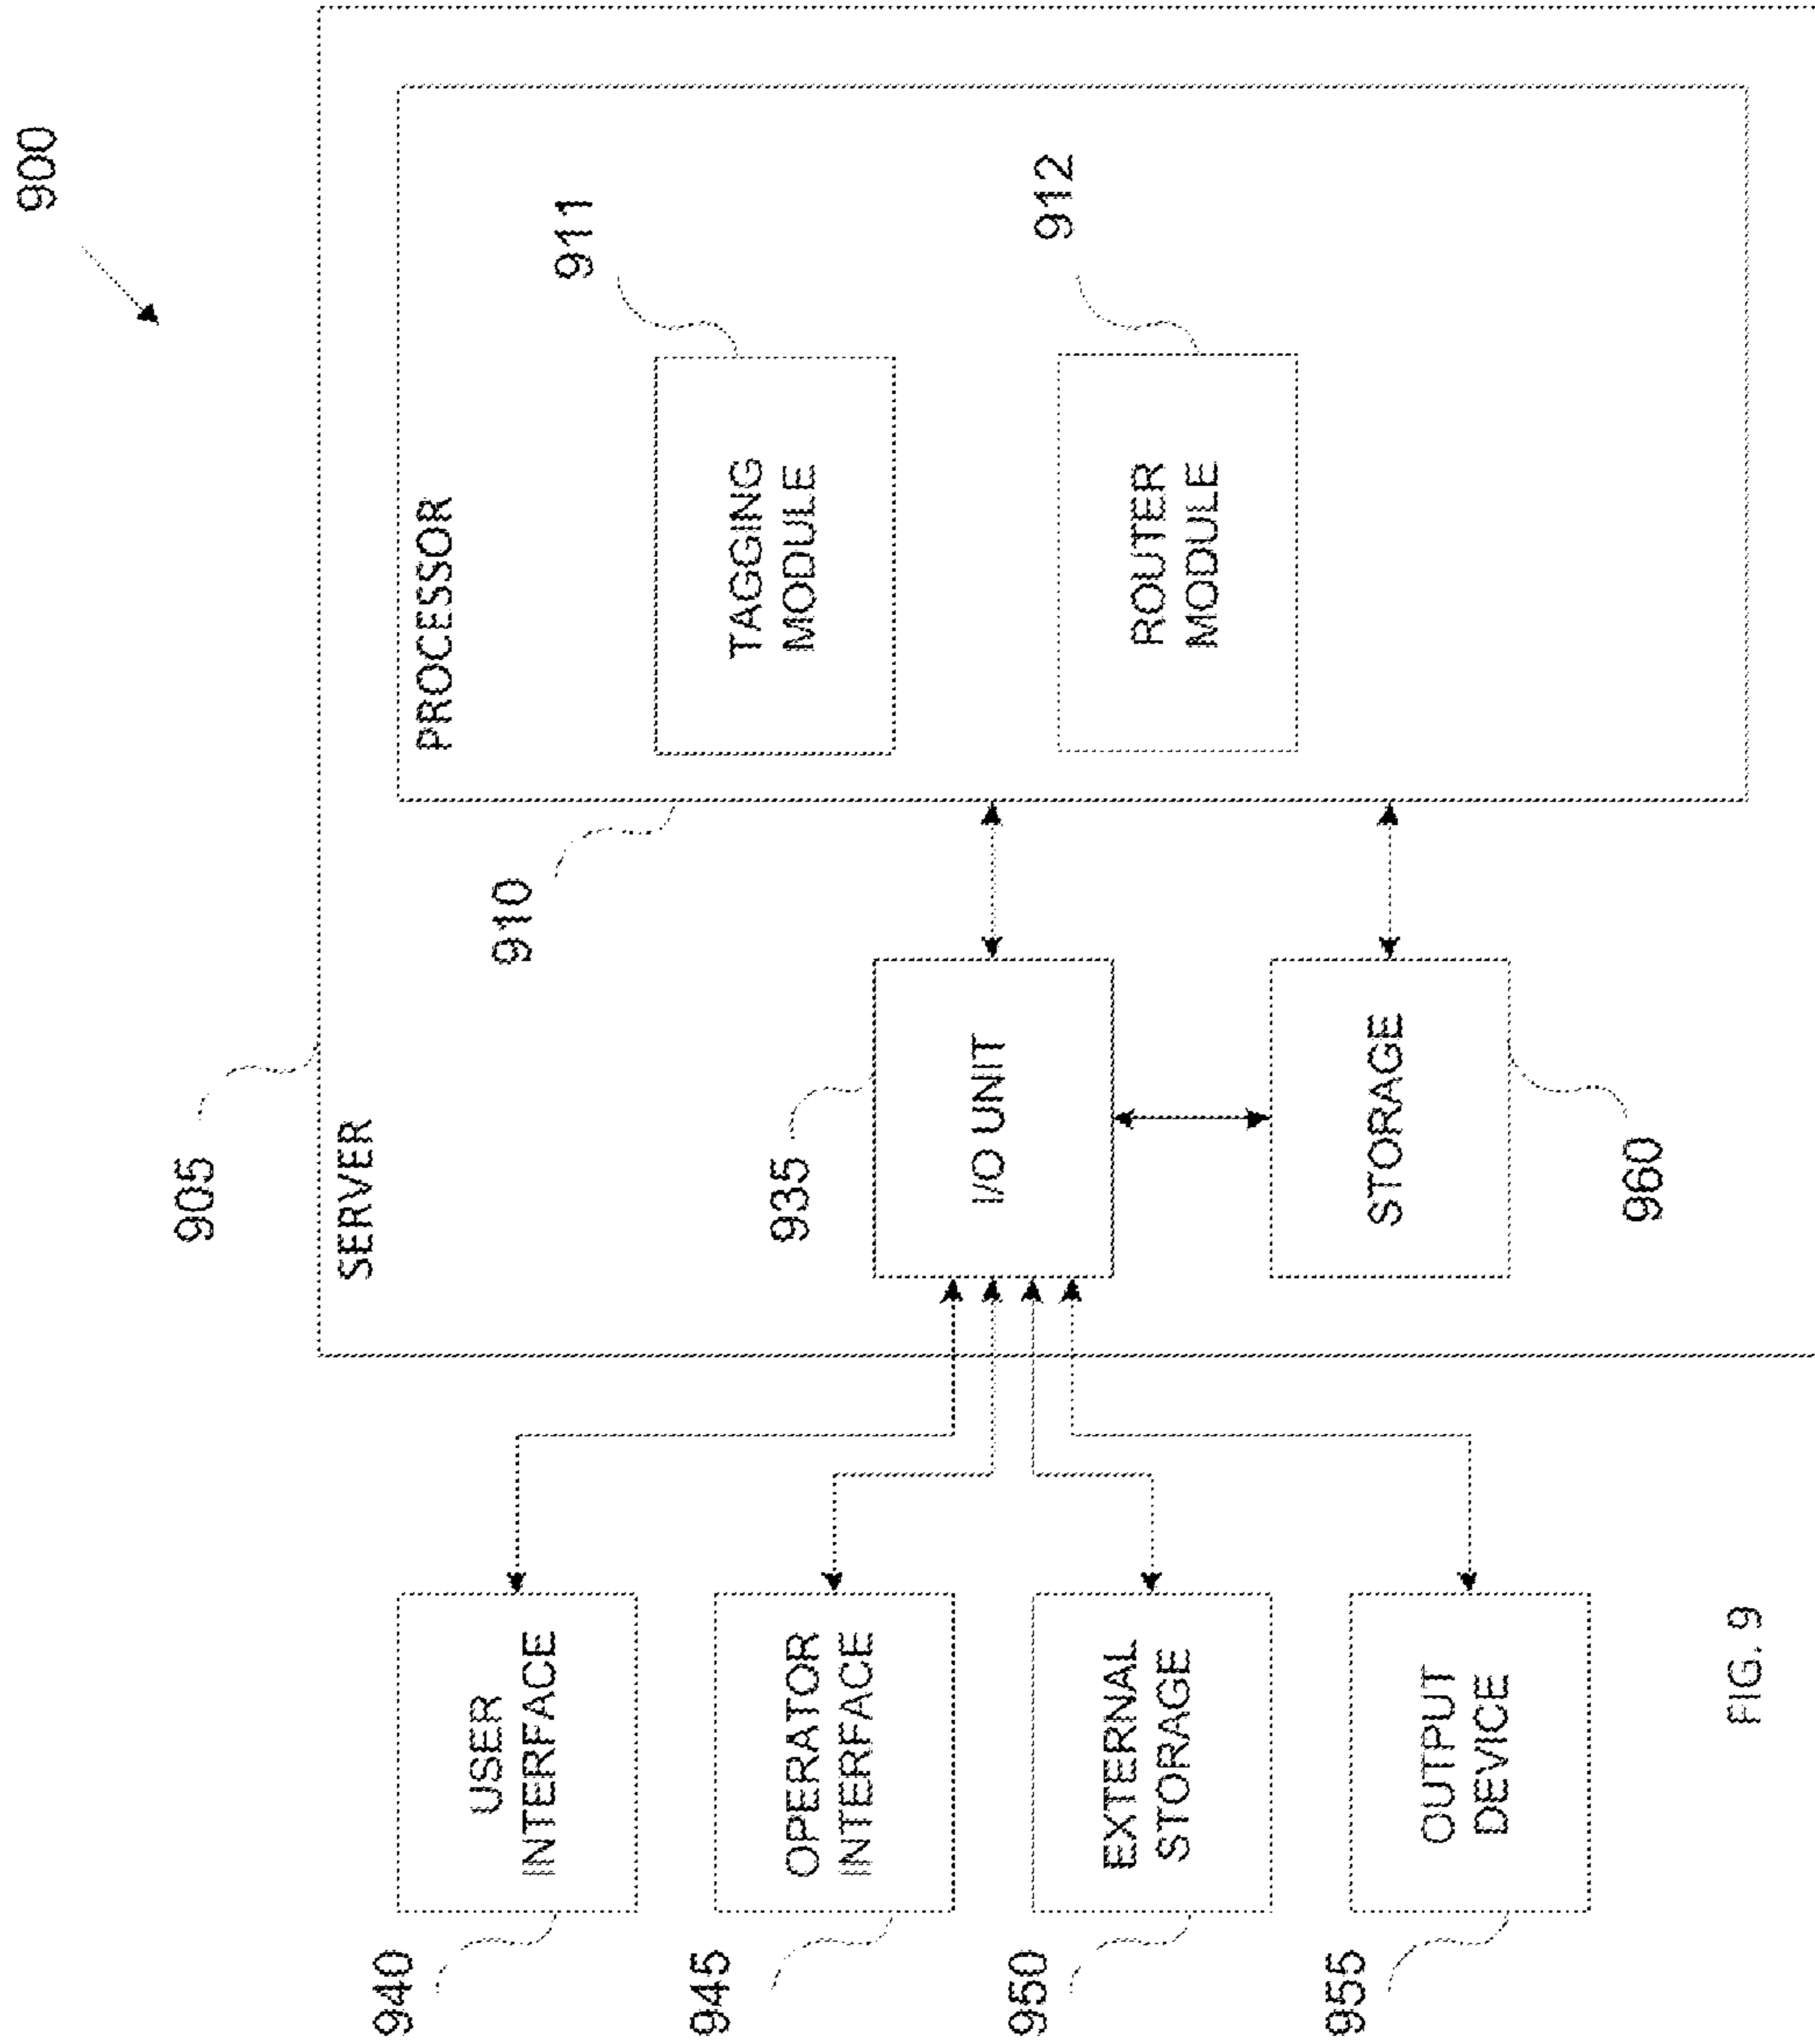 900
905
SERVER
PROCESSOR
910
TAGGING
MODULE
911
ROUTER
MODULE
912
935
I/O UNIT
STORAGE
960
940
USER
INTERFACE
945
OPERATOR
INTERFACE
950
EXTERNAL
STORAGE
955
OUTPUT
DEVICE
FIG. 9